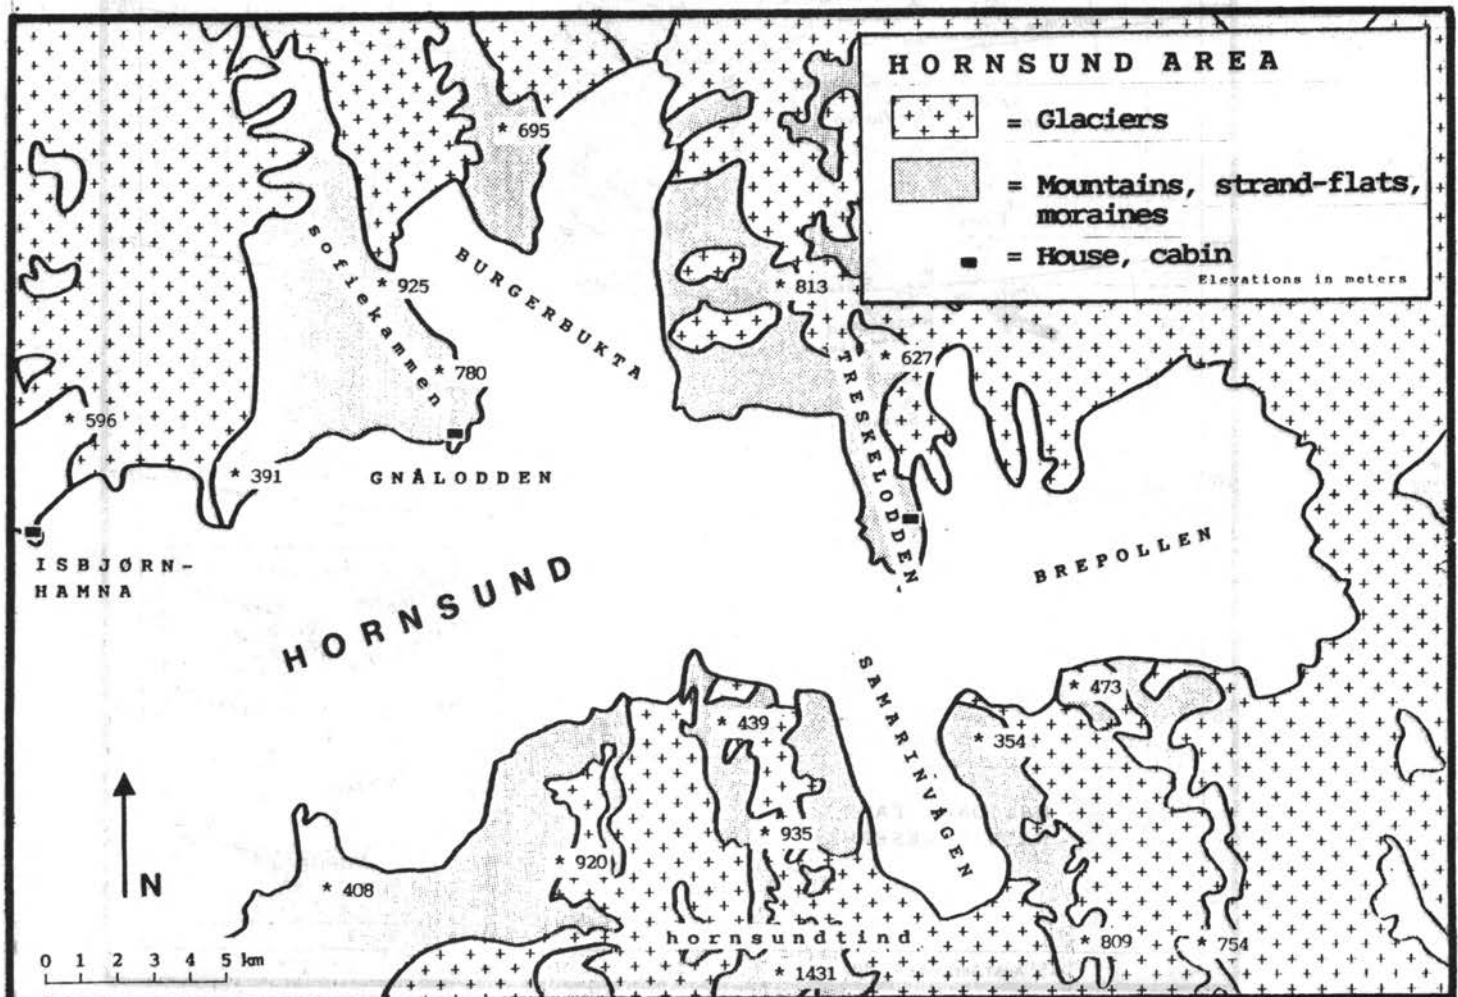 HORNSUND AREA
= Glaciers
= Mountains, strand-flats,
moraines
= House, cabin
Elevations in meters
* 695
sofiekammen
* 925
BURGERBUKTA
* 813
* 780
TRESKELODDEN
* 627
* 596
* 391
GNÅLODDEN
ISBJØRN-
HAMNA
HORNSUND
BREPOLLEN
SAMARINVÅGEN
* 473
* 439
* 354
* 935
* 920
* 408
N
hornsundtind
* 809
* 754
* 1431
0 1 2 3 4 5 km